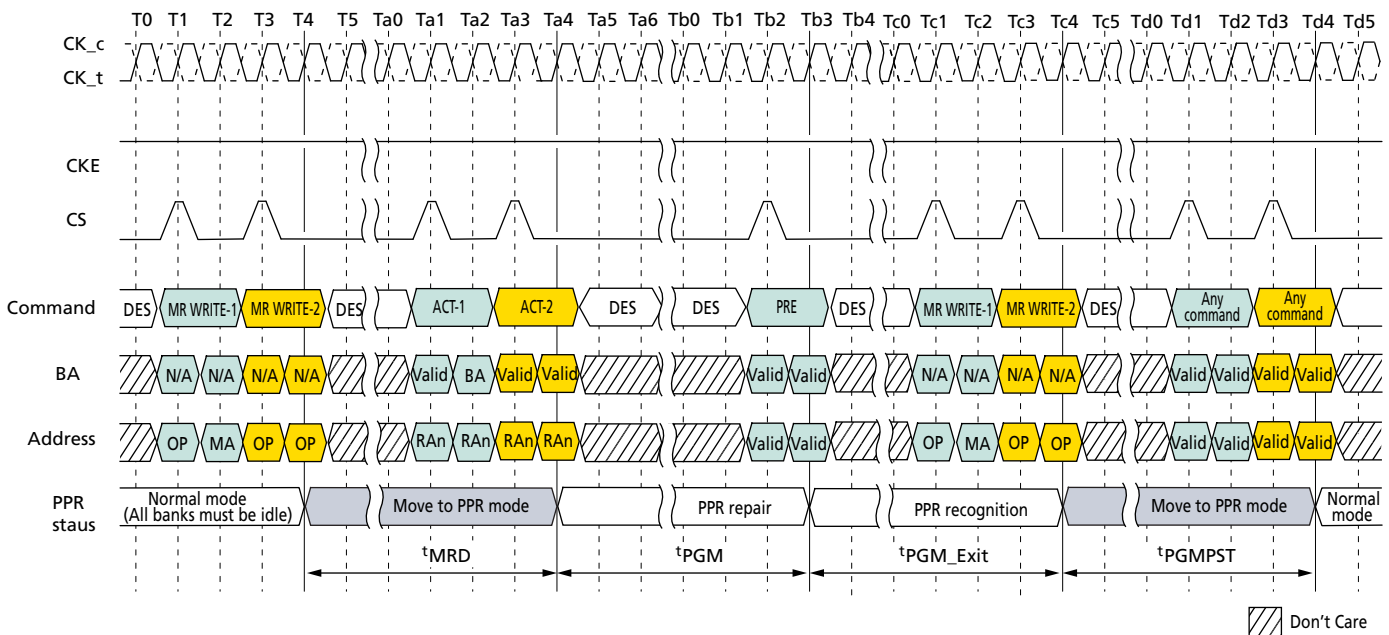 T0 T1 T2 T3 T4 T5 Ta0 Ta1 Ta2 Ta3 Ta4 Ta5 Ta6 Tb0 Tb1 Tb2 Tb3 Tb4 Tc0 Tc1 Tc2 Tc3 Tc4 Tc5 Td0 Td1 Td2 Td3 Td4 Td5
CK_c
CK_t
CKE
CS
Command DES MR WRITE-1 MR WRITE-2 DES ACT-1 ACT-2 DES DES PRE DES MR WRITE-1 MR WRITE-2 DES Any command Any command
BA N/A N/A N/A N/A Valid BA Valid Valid Valid Valid N/A N/A N/A N/A Valid Valid Valid Valid
Address OP MA OP OP RAn RAn RAn RAn Valid Valid OP MA OP OP Valid Valid Valid Valid
PPR staus Normal mode (All banks must be idle) Move to PPR mode PPR repair PPR recognition Move to PPR mode Normal mode
tMRD tPGM tPGM_Exit tPGMPST
Don't Care